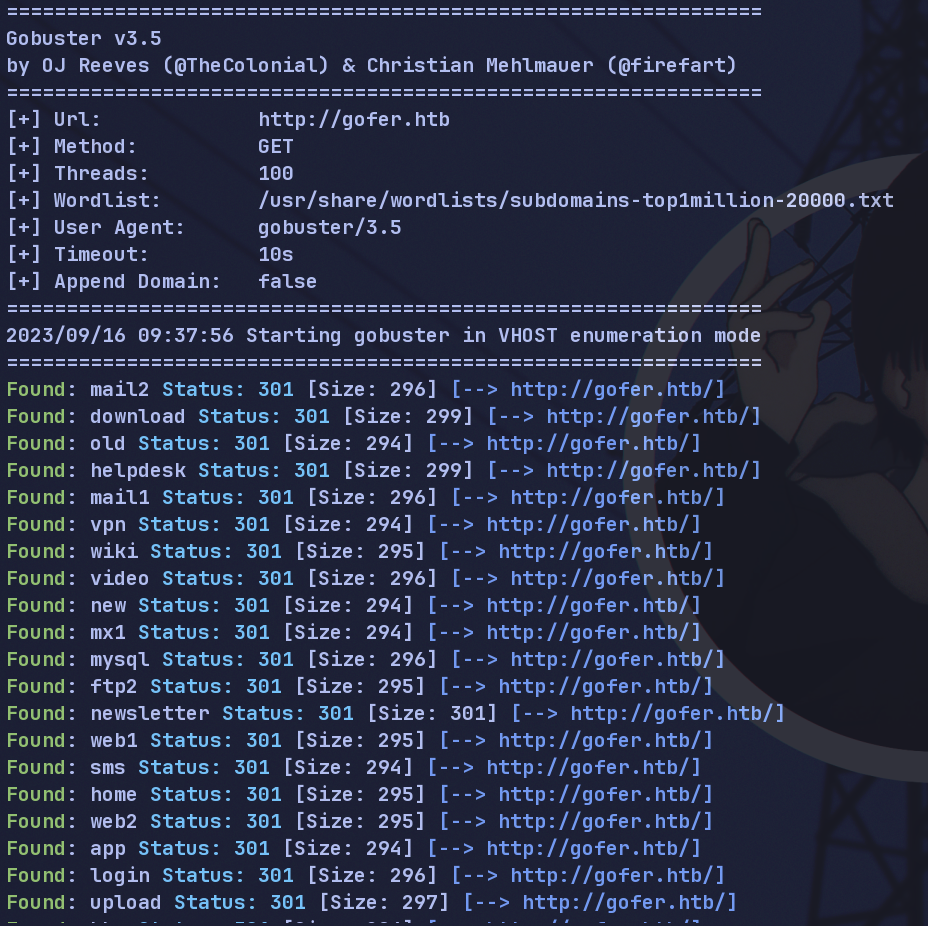 ===============================================================
Gobuster v3.5
by OJ Reeves (@TheColonial) & Christian Mehlmauer (@firefart)
===============================================================
[+] Url:             http://gofer.htb
[+] Method:          GET
[+] Threads:         100
[+] Wordlist:        /usr/share/wordlists/subdomains-top1million-20000.txt
[+] User Agent:      gobuster/3.5
[+] Timeout:         10s
[+] Append Domain:   false
===============================================================
2023/09/16 09:37:56 Starting gobuster in VHOST enumeration mode
===============================================================
Found: mail2 Status: 301 [Size: 296] [--> http://gofer.htb/]
Found: download Status: 301 [Size: 299] [--> http://gofer.htb/]
Found: old Status: 301 [Size: 294] [--> http://gofer.htb/]
Found: helpdesk Status: 301 [Size: 299] [--> http://gofer.htb/]
Found: mail1 Status: 301 [Size: 296] [--> http://gofer.htb/]
Found: vpn Status: 301 [Size: 294] [--> http://gofer.htb/]
Found: wiki Status: 301 [Size: 295] [--> http://gofer.htb/]
Found: video Status: 301 [Size: 296] [--> http://gofer.htb/]
Found: new Status: 301 [Size: 294] [--> http://gofer.htb/]
Found: mx1 Status: 301 [Size: 294] [--> http://gofer.htb/]
Found: mysql Status: 301 [Size: 296] [--> http://gofer.htb/]
Found: ftp2 Status: 301 [Size: 295] [--> http://gofer.htb/]
Found: newsletter Status: 301 [Size: 301] [--> http://gofer.htb/]
Found: web1 Status: 301 [Size: 295] [--> http://gofer.htb/]
Found: sms Status: 301 [Size: 294] [--> http://gofer.htb/]
Found: home Status: 301 [Size: 295] [--> http://gofer.htb/]
Found: web2 Status: 301 [Size: 295] [--> http://gofer.htb/]
Found: app Status: 301 [Size: 294] [--> http://gofer.htb/]
Found: login Status: 301 [Size: 296] [--> http://gofer.htb/]
Found: upload Status: 301 [Size: 297] [--> http://gofer.htb/]